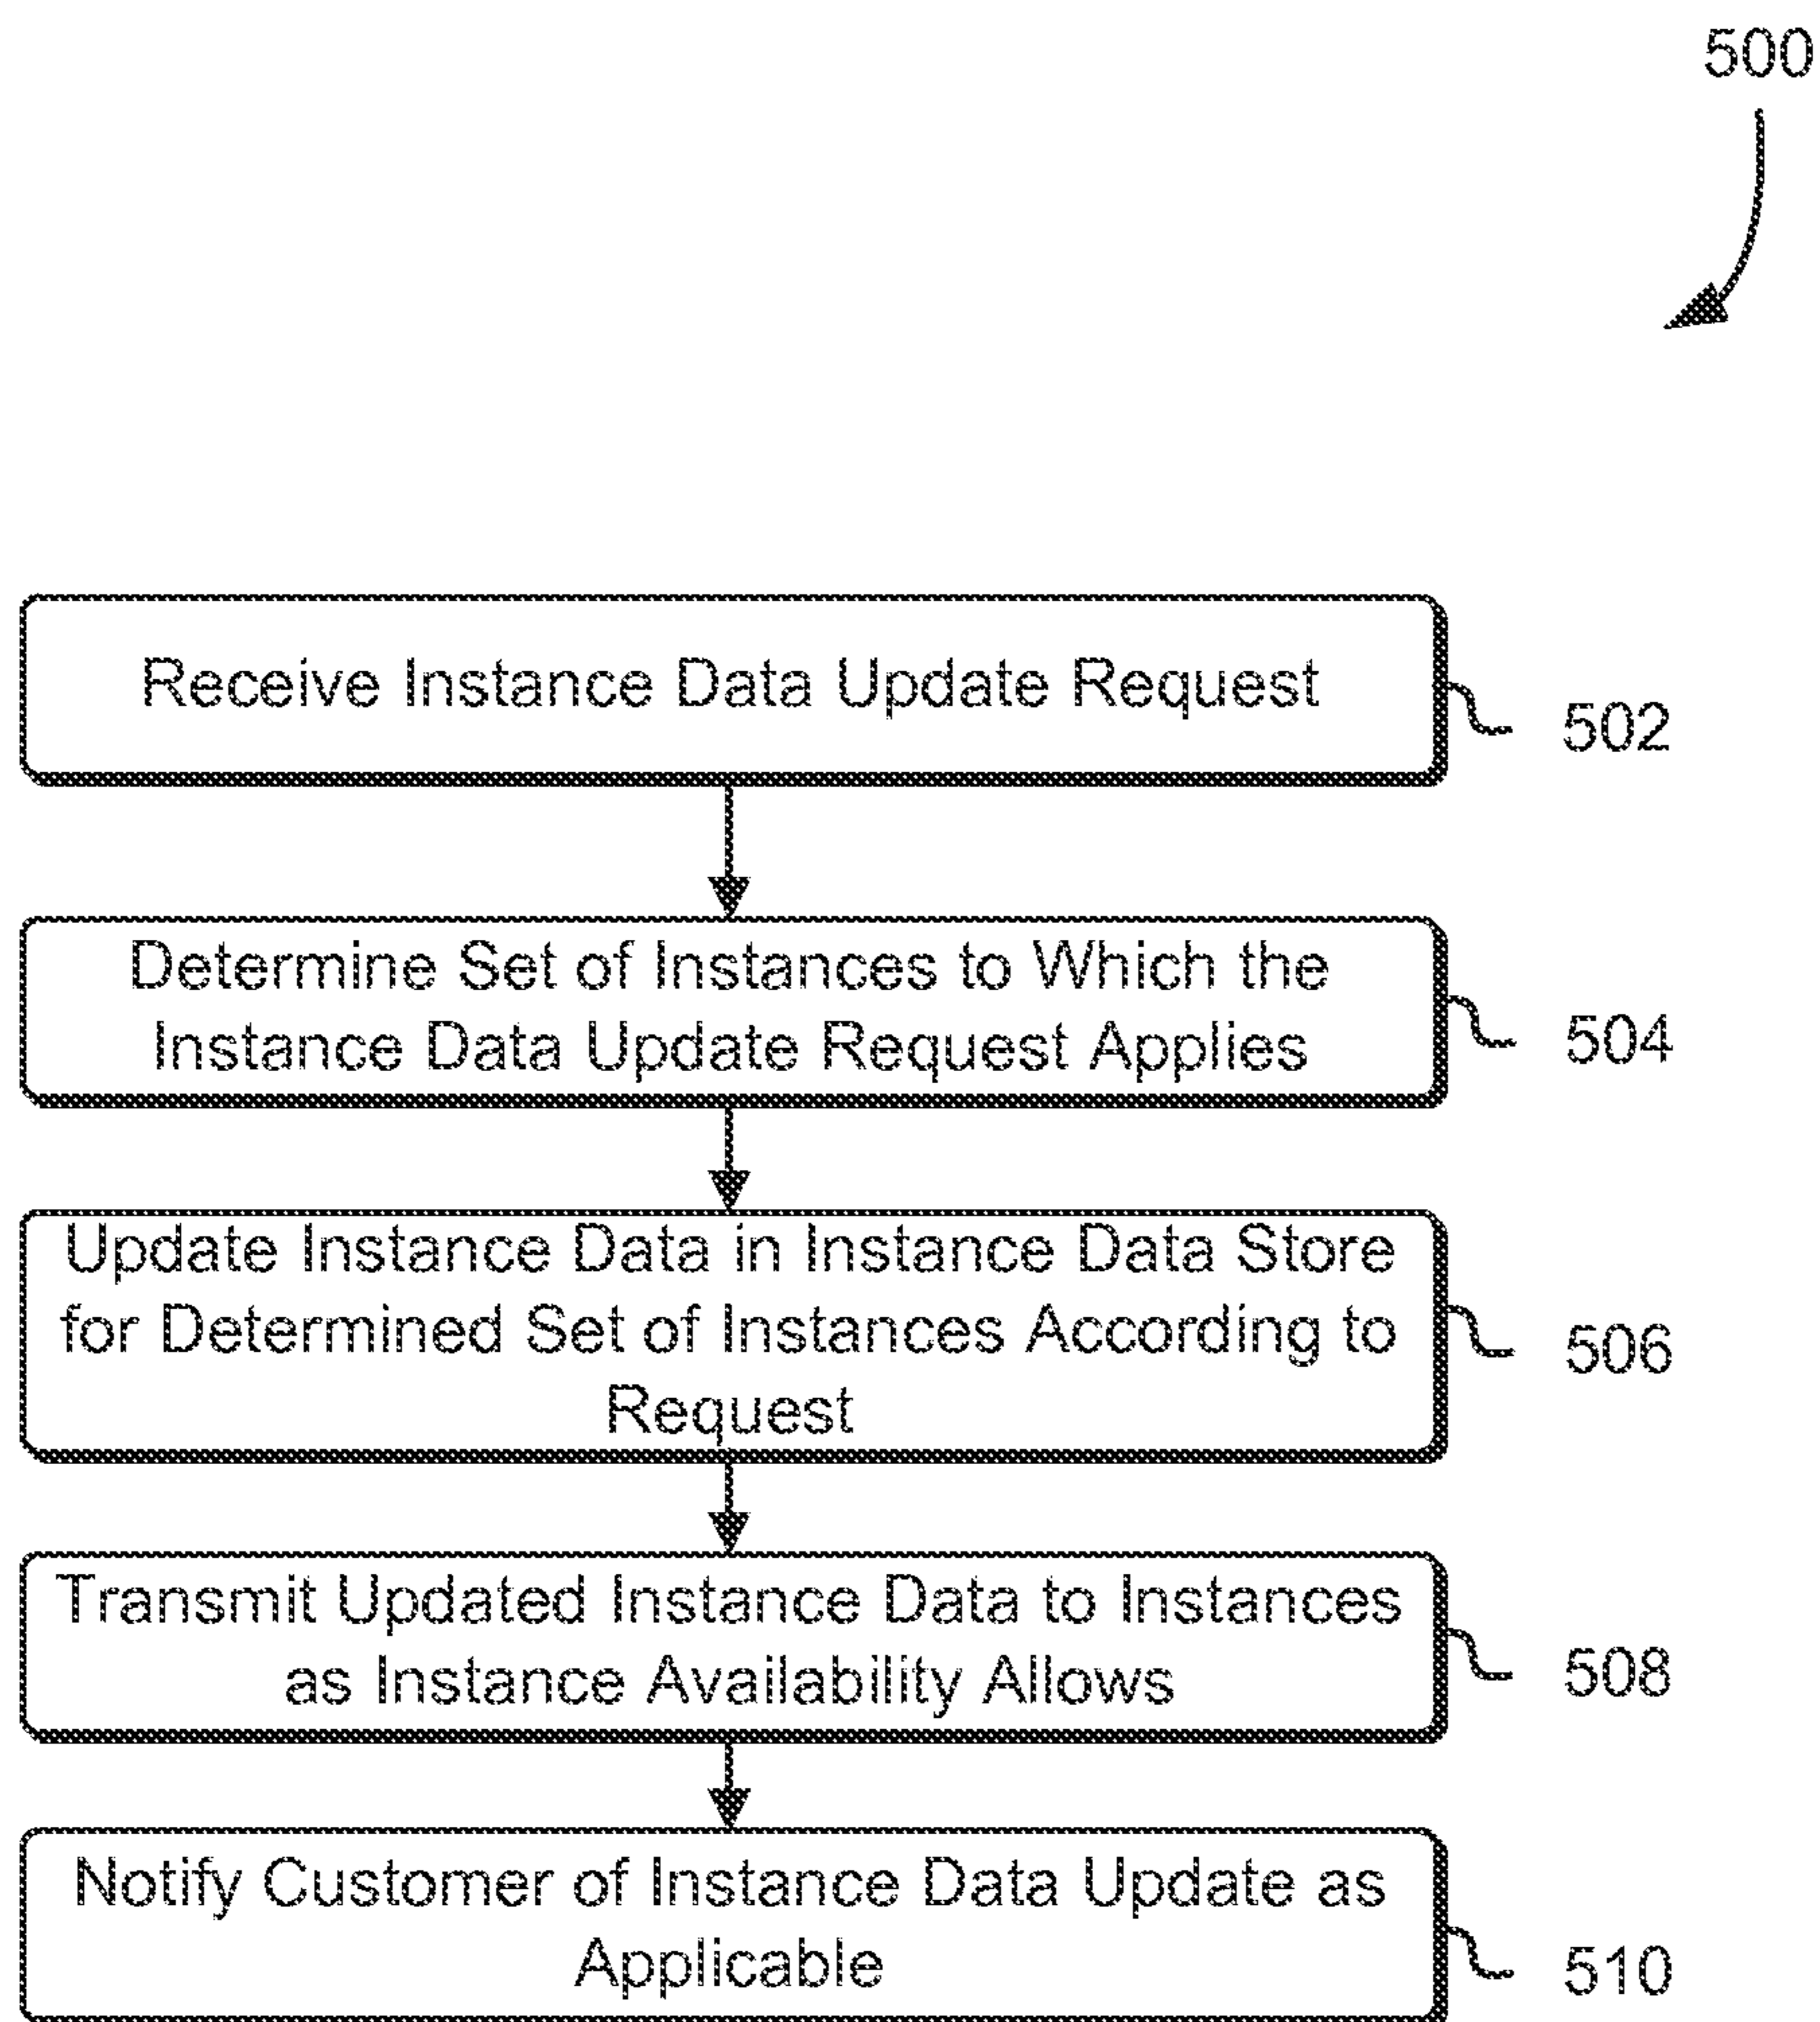 500
Receive Instance Data Update Request
502
Determine Set of Instances to Which the
Instance Data Update Request Applies
504
Update Instance Data in Instance Data Store
for Determined Set of Instances According to
Request
506
Transmit Updated Instance Data to Instances
as Instance Availability Allows
508
Notify Customer of Instance Data Update as
Applicable
510